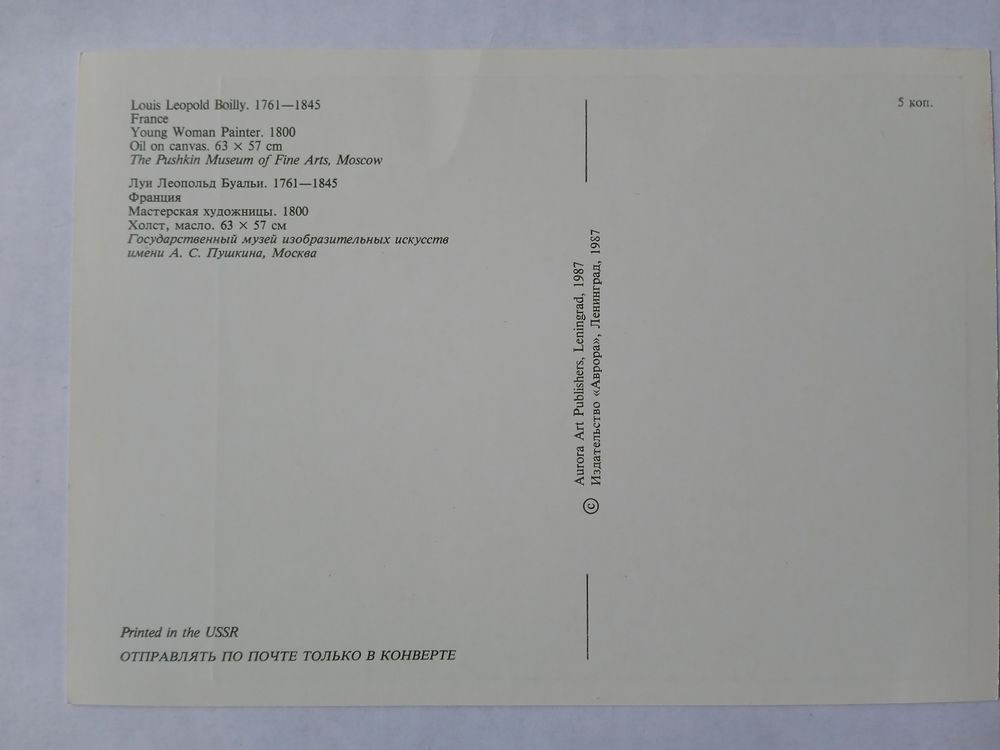 Louis Leopold Boilly. 1761—1845
France
Young Woman Painter. 1800
Oil on canvas. 63 × 57 cm
The Pushkin Museum of Fine Arts, Moscow
Луи Леопольд Буальи. 1761—1845
Франция
Мастерская художницы. 1800
Холст, масло. 63 × 57 см
Государственный музей изобразительных искусств
имени А. С. Пушкина, Москва
Printed in the USSR
ОТПРАВЛЯТЬ ПО ПОЧТЕ ТОЛЬКО В КОНВЕРТЕ
© Aurora Art Publishers, Leningrad, 1987
Издательство «Аврора», Ленинград, 1987
5 коп.